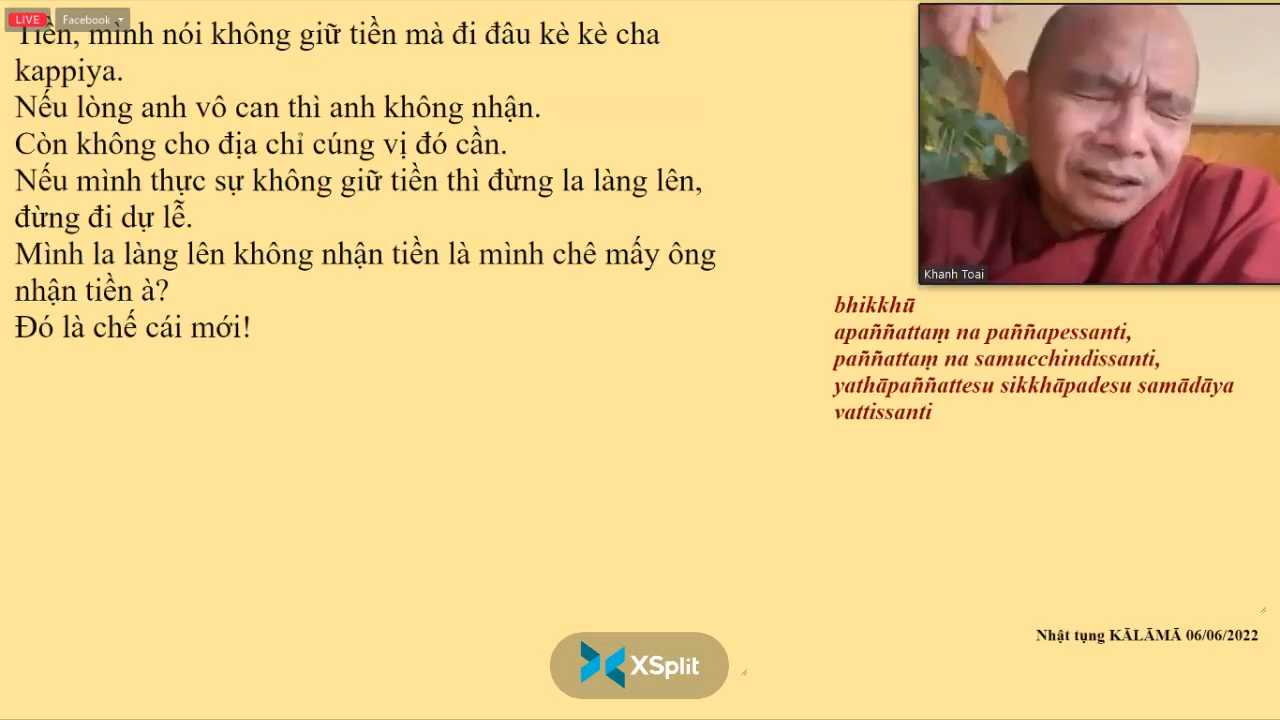 LIVE
Facebook
Tiền, mình nói không giữ tiền mà đi đâu kè kè cha
kappiya.
Nếu lòng anh vô can thì anh không nhận.
Còn không cho địa chỉ cúng vị đó cần.
Nếu mình thực sự không giữ tiền thì đừng la làng lên,
đừng đi dự lễ.
Mình la làng lên không nhận tiền là mình chê mấy ông
nhận tiền à?
Đó là chế cái mới!
Khanh Toai
bhikkhū
apaññattaṃ na paññapessanti,
paññattaṃ na samucchindissanti,
yathāpaññattesu sikkhāpadesu samādāya
vattissanti
Nhật tụng KĀLĀMĀ 06/06/2022
XSplit